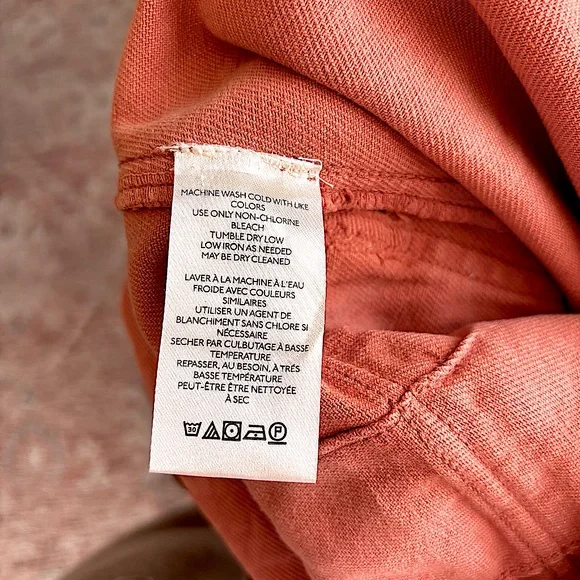 MACHINE WASH COLD WITH LIKE
COLORS
USE ONLY NON-CHLORINE
BLEACH
TUMBLE DRY LOW
LOW IRON AS NEEDED
MAY BE DRY CLEANED
LAVER À LA MACHINE À L'EAU
FROIDE AVEC COULEURS
SIMILAIRES
UTILISER UN AGENT DE
BLANCHIMENT SANS CHLORE SI
NÉCESSAIRE
SECHER PAR CULBUTAGE À BASSE
TEMPERATURE
REPASSER, AU BESOIN, À TRÉS
BASSE TEMPÉRATURE
PEUT-ÊTRE ÊTRE NETTOYÉE
À SEC
30 P